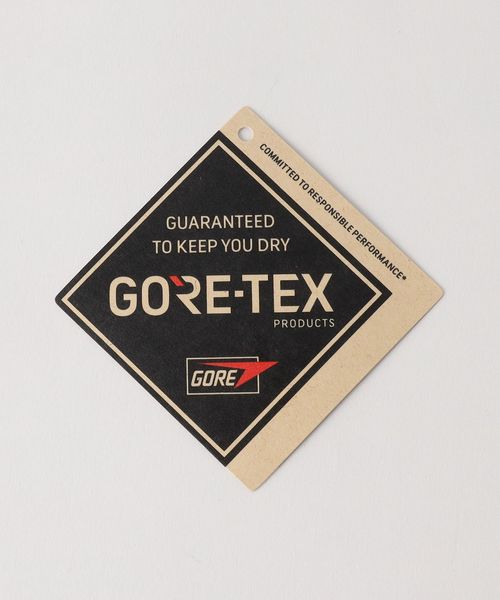 COMMITTED TO RESPONSIBLE PERFORMANCE*
GUARANTEED
TO KEEP YOU DRY
GORE-TEX
PRODUCTS
GORE